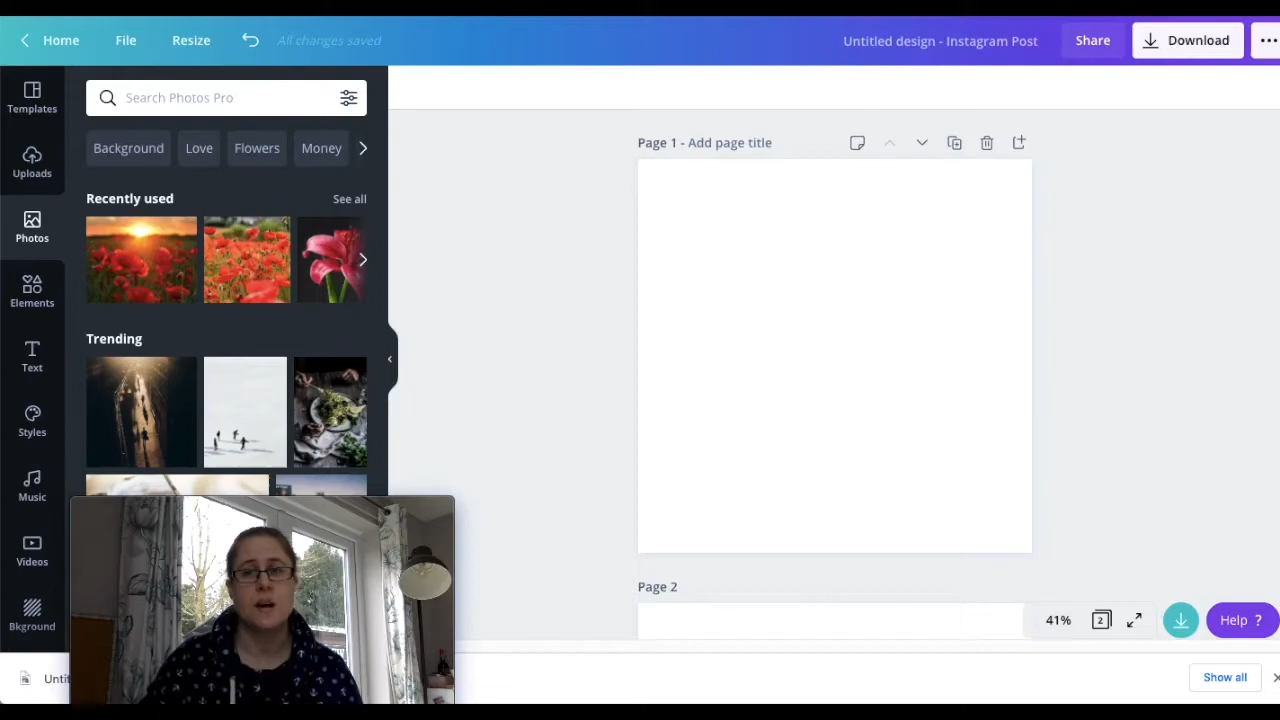 Home File Resize All changes saved Untitled design - Instagram Post Share Download
Templates
Uploads
Photos
Elements
Text
Styles
Music
Videos
Bkground
Search Photos Pro
Background Love Flowers Money
Recently used See all
Trending
Page 1 - Add page title
Page 2
41% 2 Help ?
Show all